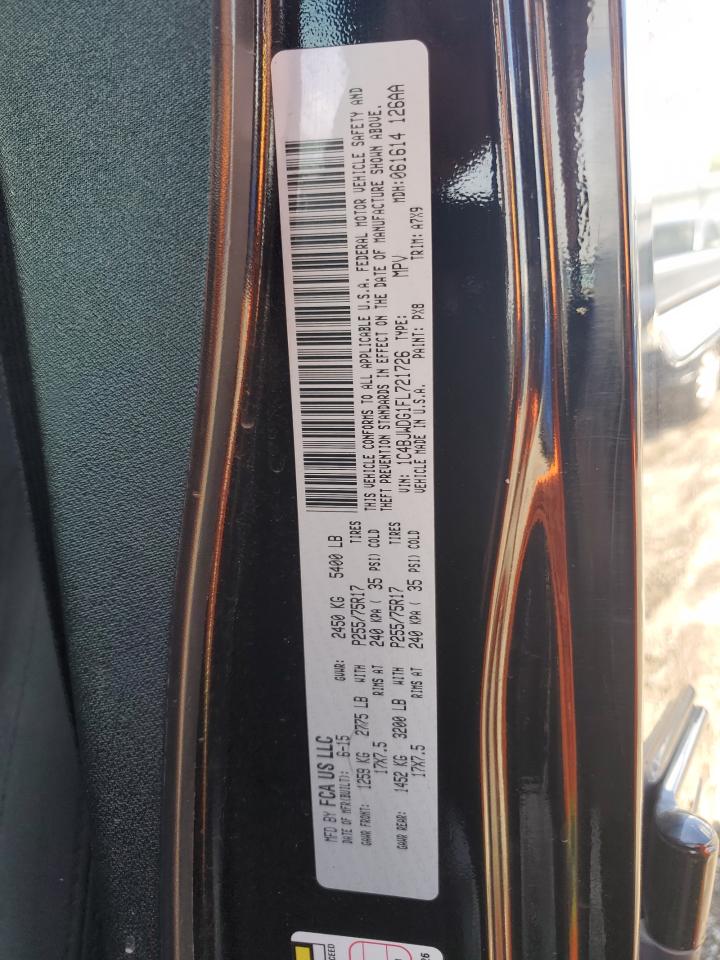 MFD BY FCA US LLC
DATE OF MFR(BUILT): 6-15 GVWR: 2450 KG 5400 LB
GAWR FRONT: 1259 KG 2775 LB WITH P255/75R17 TIRES
17X7.5 RIMS AT 240 KPA ( 35 PSI) COLD
GAWR REAR: 1452 KG 3200 LB WITH P255/75R17 TIRES
17X7.5 RIMS AT 240 KPA ( 35 PSI) COLD
THIS VEHICLE CONFORMS TO ALL APPLICABLE U.S.A. FEDERAL MOTOR VEHICLE SAFETY AND
THEFT PREVENTION STANDARDS IN EFFECT ON THE DATE OF MANUFACTURE SHOWN ABOVE.
VIN: 1C4BJWDG1FL721726 TYPE: MPV MDH:061614 126AA
VEHICLE MADE IN U.S.A. PAINT: PX8 TRIM: A7X9